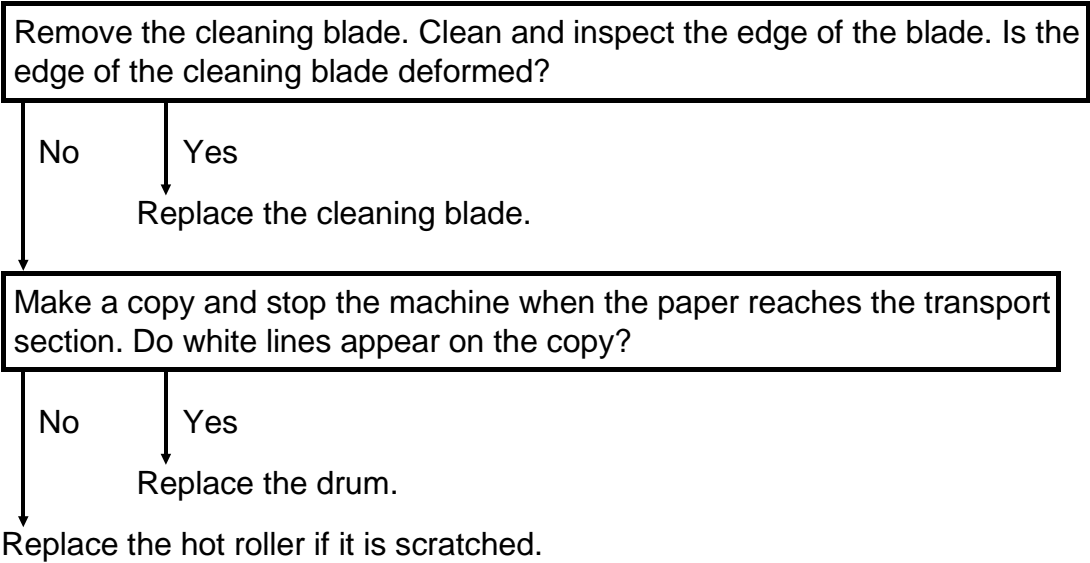 Remove the cleaning blade. Clean and inspect the edge of the blade. Is the
edge of the cleaning blade deformed?
No
Yes
Replace the cleaning blade.
Make a copy and stop the machine when the paper reaches the transport
section. Do white lines appear on the copy?
No
Yes
Replace the drum.
Replace the hot roller if it is scratched.